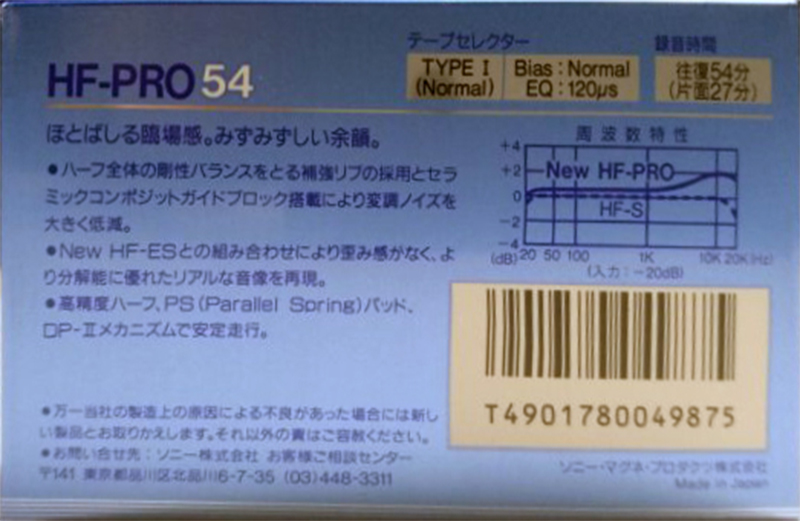 HF-PRO 54
テープセレクター
TYPE I
(Normal)
Bias : Normal
EQ : 120μs
録音時間
往復54分
(片面27分)
ほとばしる臨場感。みずみずしい余韻。
●ハーフ全体の剛性バランスをとる補強リブの採用とセラ
ミックコンポジットガイドブロック搭載により変調ノイズを
大きく低減。
●New HF-ESとの組み合わせにより歪み感がなく、よ
り分解能に優れたリアルな音像を再現。
●高精度ハーフ、PS(Parallel Spring)パッド、
DP-Ⅱメカニズムで安定走行。
周波数特性
+4
+2
0
-2
-4
New HF-PRO
HF-S
(dB) 20 50 100 1K 10K 20K(Hz)
(入力:-20dB)
T4901780049875
●万一当社の製造上の原因による不良があった場合には新し
い製品とお取りかえします。それ以外の責はご容赦ください。
●お問い合せ先:ソニー株式会社 お客様ご相談センター
〒141 東京都品川区北品川6-7-35 (03)448-3311
ソニー・マグネ・プロダクツ株式会社
Made in Japan